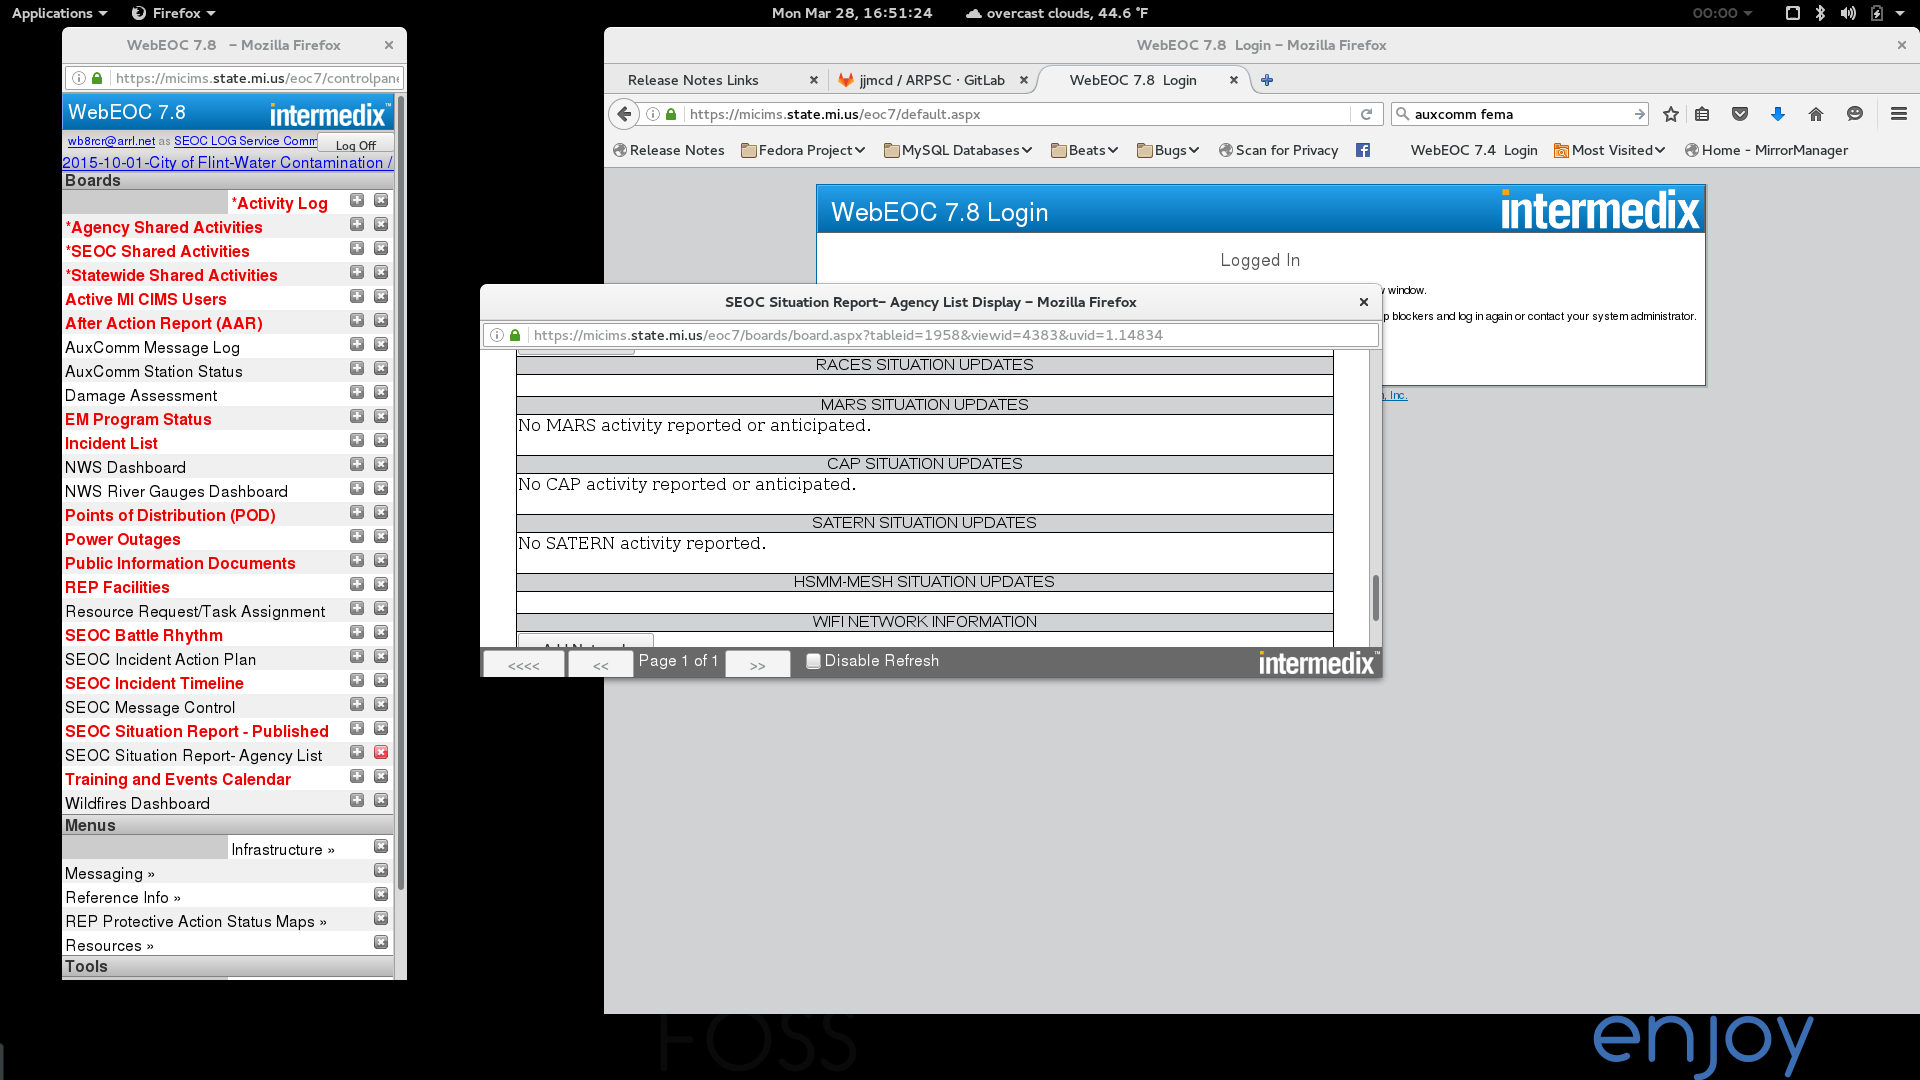 Applications Firefox Mon Mar 28, 16:51:24 overcast clouds, 44.6 °F 00:00
WebEOC 7.8 - Mozilla Firefox
https://micims.state.mi.us/eoc7/controlpane
WebEOC 7.8 intermedix™
wb8rcr@arrl.net as SEOC LOG Service Comm Log Off
2015-10-01-City of Flint-Water Contamination /
Boards
*Activity Log
*Agency Shared Activities
*SEOC Shared Activities
*Statewide Shared Activities
Active MI CIMS Users
After Action Report (AAR)
AuxComm Message Log
AuxComm Station Status
Damage Assessment
EM Program Status
Incident List
NWS Dashboard
NWS River Gauges Dashboard
Points of Distribution (POD)
Power Outages
Public Information Documents
REP Facilities
Resource Request/Task Assignment
SEOC Battle Rhythm
SEOC Incident Action Plan
SEOC Incident Timeline
SEOC Message Control
SEOC Situation Report - Published
SEOC Situation Report- Agency List
Training and Events Calendar
Wildfires Dashboard
Menus
Infrastructure »
Messaging »
Reference Info »
REP Protective Action Status Maps »
Resources »
Tools
WebEOC 7.8 Login - Mozilla Firefox
Release Notes Links jjmcd / ARPSC · GitLab WebEOC 7.8 Login
https://micims.state.mi.us/eoc7/default.aspx auxcomm fema
Release Notes Fedora Project MySQL Databases Beats Bugs Scan for Privacy WebEOC 7.4 Login Most Visited Home - MirrorManager
WebEOC 7.8 Login intermedix
Logged In
window.
p blockers and log in again or contact your system administrator.
, Inc.
SEOC Situation Report- Agency List Display - Mozilla Firefox
https://micims.state.mi.us/eoc7/boards/board.aspx?tableid=1958&viewid=4383&uvid=1.14834
RACES SITUATION UPDATES
MARS SITUATION UPDATES
No MARS activity reported or anticipated.
CAP SITUATION UPDATES
No CAP activity reported or anticipated.
SATERN SITUATION UPDATES
No SATERN activity reported.
HSMM-MESH SITUATION UPDATES
WIFI NETWORK INFORMATION
<<<< << Page 1 of 1 >> Disable Refresh intermedix™
FOSS
enjoy